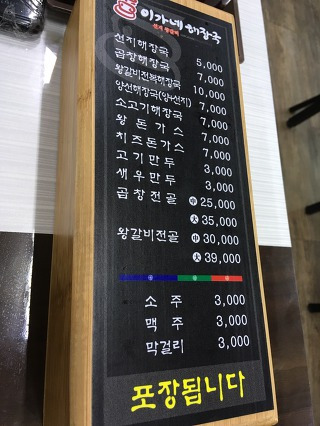 이가네해장국
선지해장국 5,000
곱창해장국 7,000
왕갈비전복해장국 10,000
양선해장국(양+선지) 7,000
소고기해장국 7,000
왕돈가스 7,000
치즈돈가스 7,000
고기만두 3,000
새우만두 3,000
곱창전골 中 25,000
大 35,000
왕갈비전골 中 30,000
大 39,000
소주 3,000
맥주 3,000
막걸리 3,000
포장됩니다